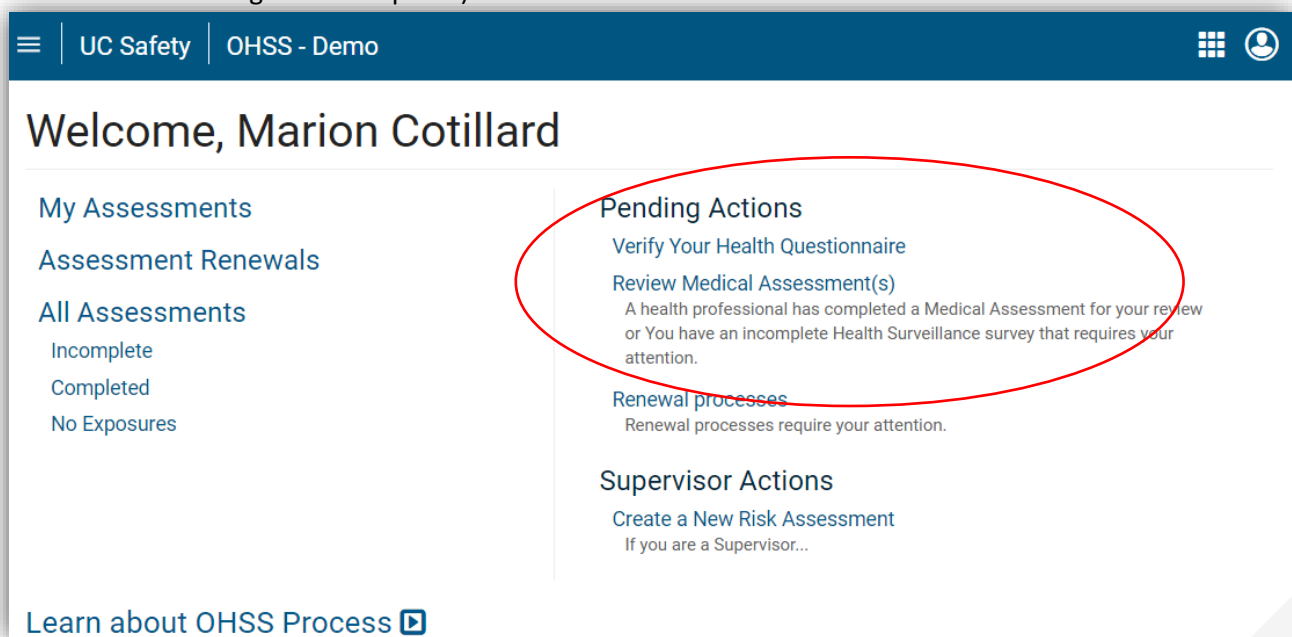 UC Safety OHSS - Demo
Welcome, Marion Cotillard
My Assessments
Assessment Renewals
All Assessments
Incomplete
Completed
No Exposures
Pending Actions
Verify Your Health Questionnaire
Review Medical Assessment(s)
A health professional has completed a Medical Assessment for your review
or You have an incomplete Health Surveillance survey that requires your
attention.
Renewal processes
Renewal processes require your attention.
Supervisor Actions
Create a New Risk Assessment
If you are a Supervisor...
Learn about OHSS Process